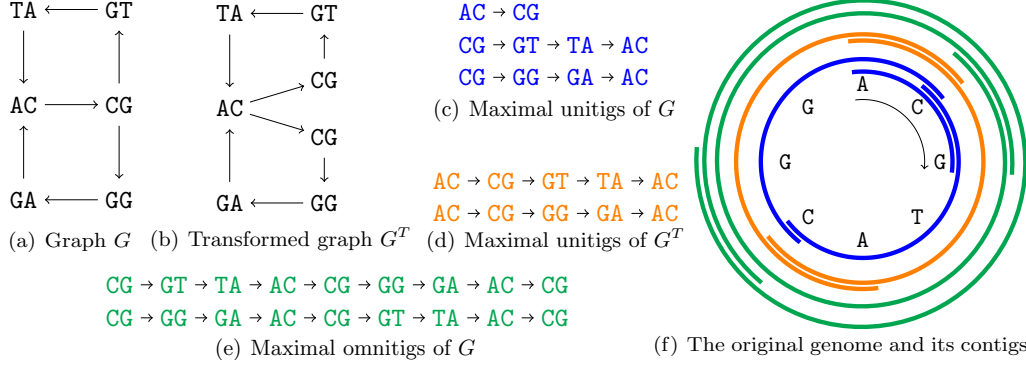 TA GT
AC CG
GA GG
(a) Graph G
TA GT
CG
AC
CG
GA GG
(b) Transformed graph G^T
AC → CG
CG → GT → TA → AC
CG → GG → GA → AC
(c) Maximal unitigs of G
AC → CG → GT → TA → AC
AC → CG → GG → GA → AC
(d) Maximal unitigs of G^T
CG → GT → TA → AC → CG → GG → GA → AC → CG
CG → GG → GA → AC → CG → GT → TA → AC → CG
(e) Maximal omnitigs of G
A
G C
G G
C T
A
(f) The original genome and its contigs